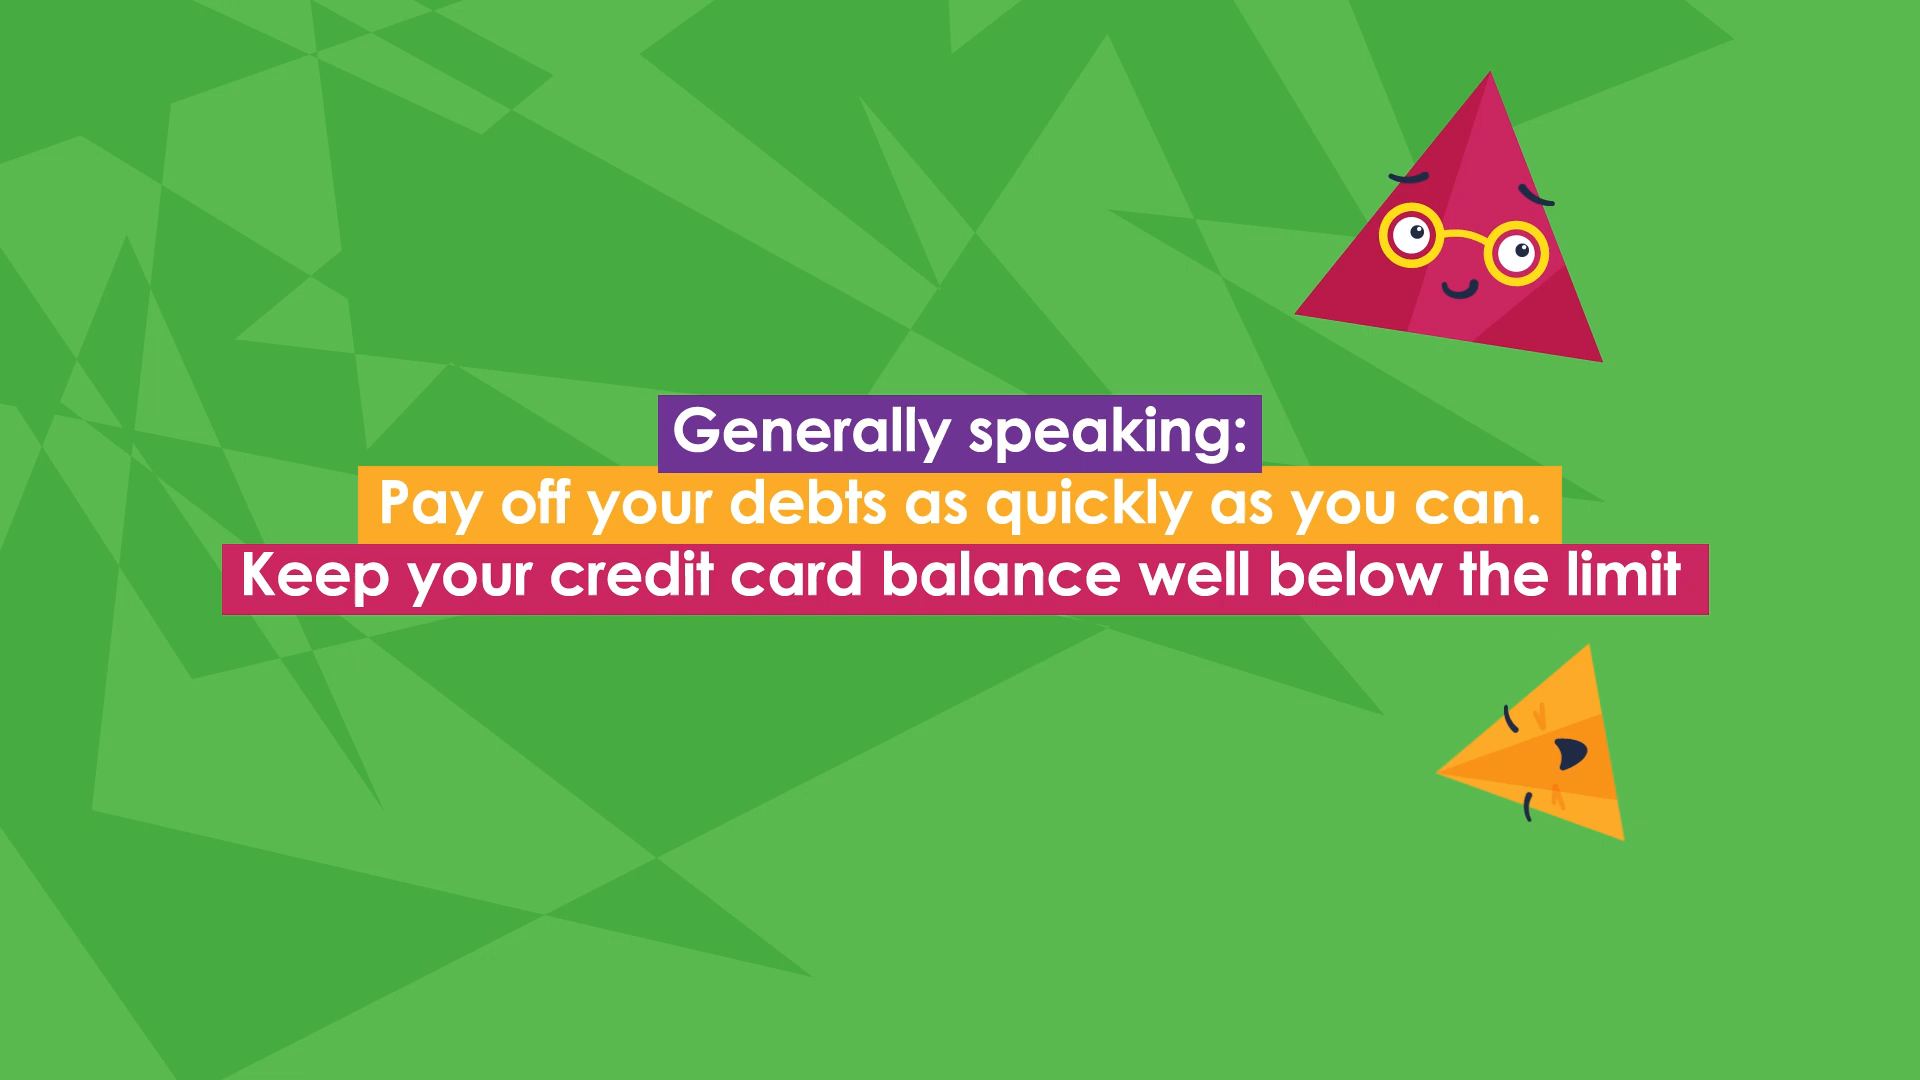 Generally speaking:
Pay off your debts as quickly as you can.
Keep your credit card balance well below the limit